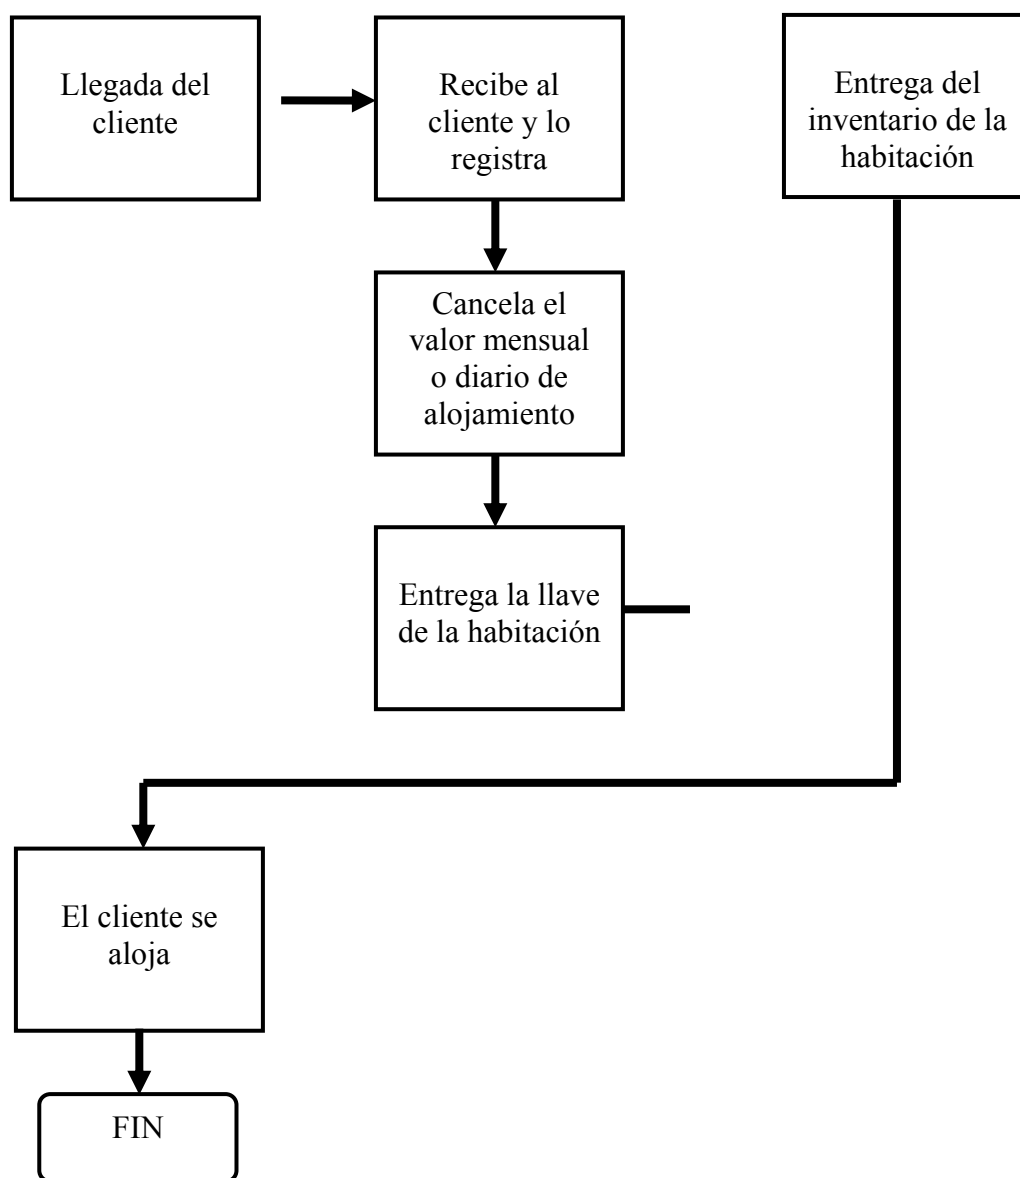 Llegada del
cliente
Recibe al
cliente y lo
registra
Entrega del
inventario de la
habitación
Cancela el
valor mensual
o diario de
alojamiento
Entrega la llave
de la habitación
El cliente se
aloja
FIN